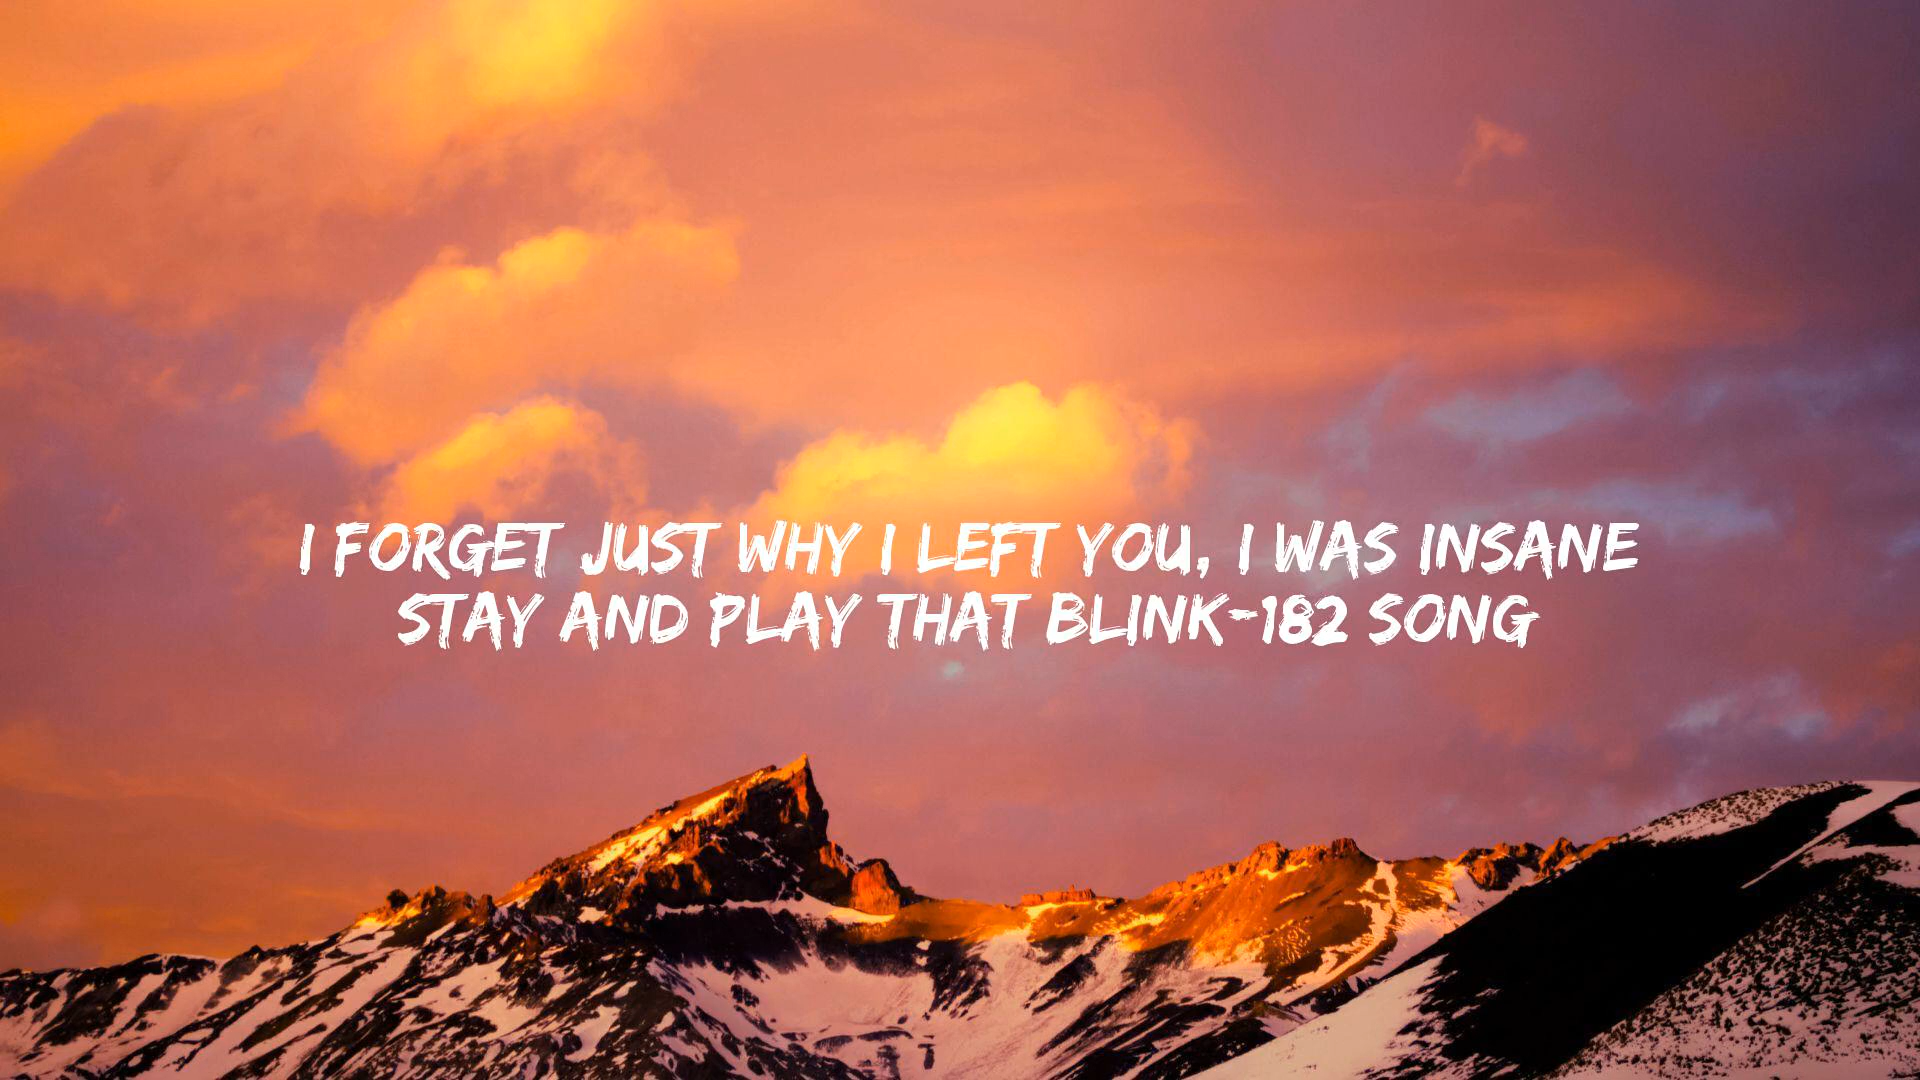 I FORGET JUST WHY I LEFT YOU, I WAS INSANE
STAY AND PLAY THAT BLINK-182 SONG